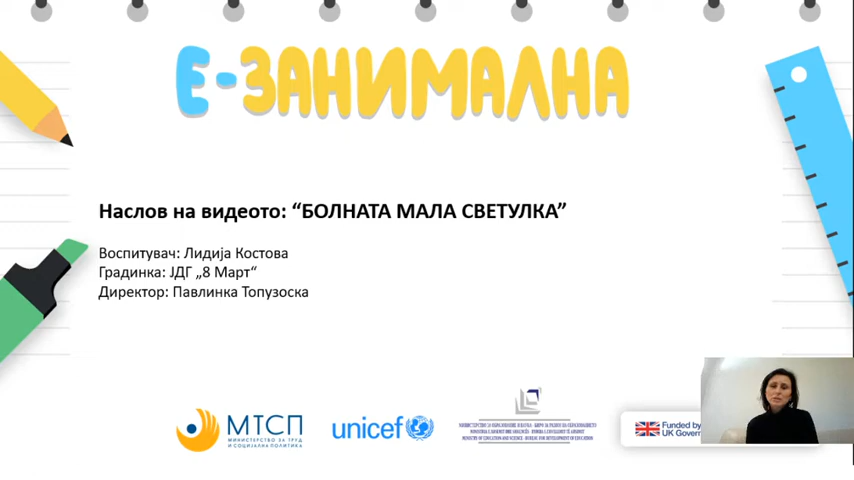 Е-ЗАНИМАЛНА
Наслов на видеото: “БОЛНАТА МАЛА СВЕТУЛКА”
Воспитувач: Лидија Костова
Градинка: ЈДГ „8 Март“
Директор: Павлинка Топузоска
МТСП
МИНИСТЕРСТВО ЗА ТРУД
И СОЦИЈАЛНА ПОЛИТИКА
unicef
MINISTRY OF EDUCATION AND SCIENCE - BUREAU FOR DEVELOPMENT OF EDUCATION
Funded by
UK Govern